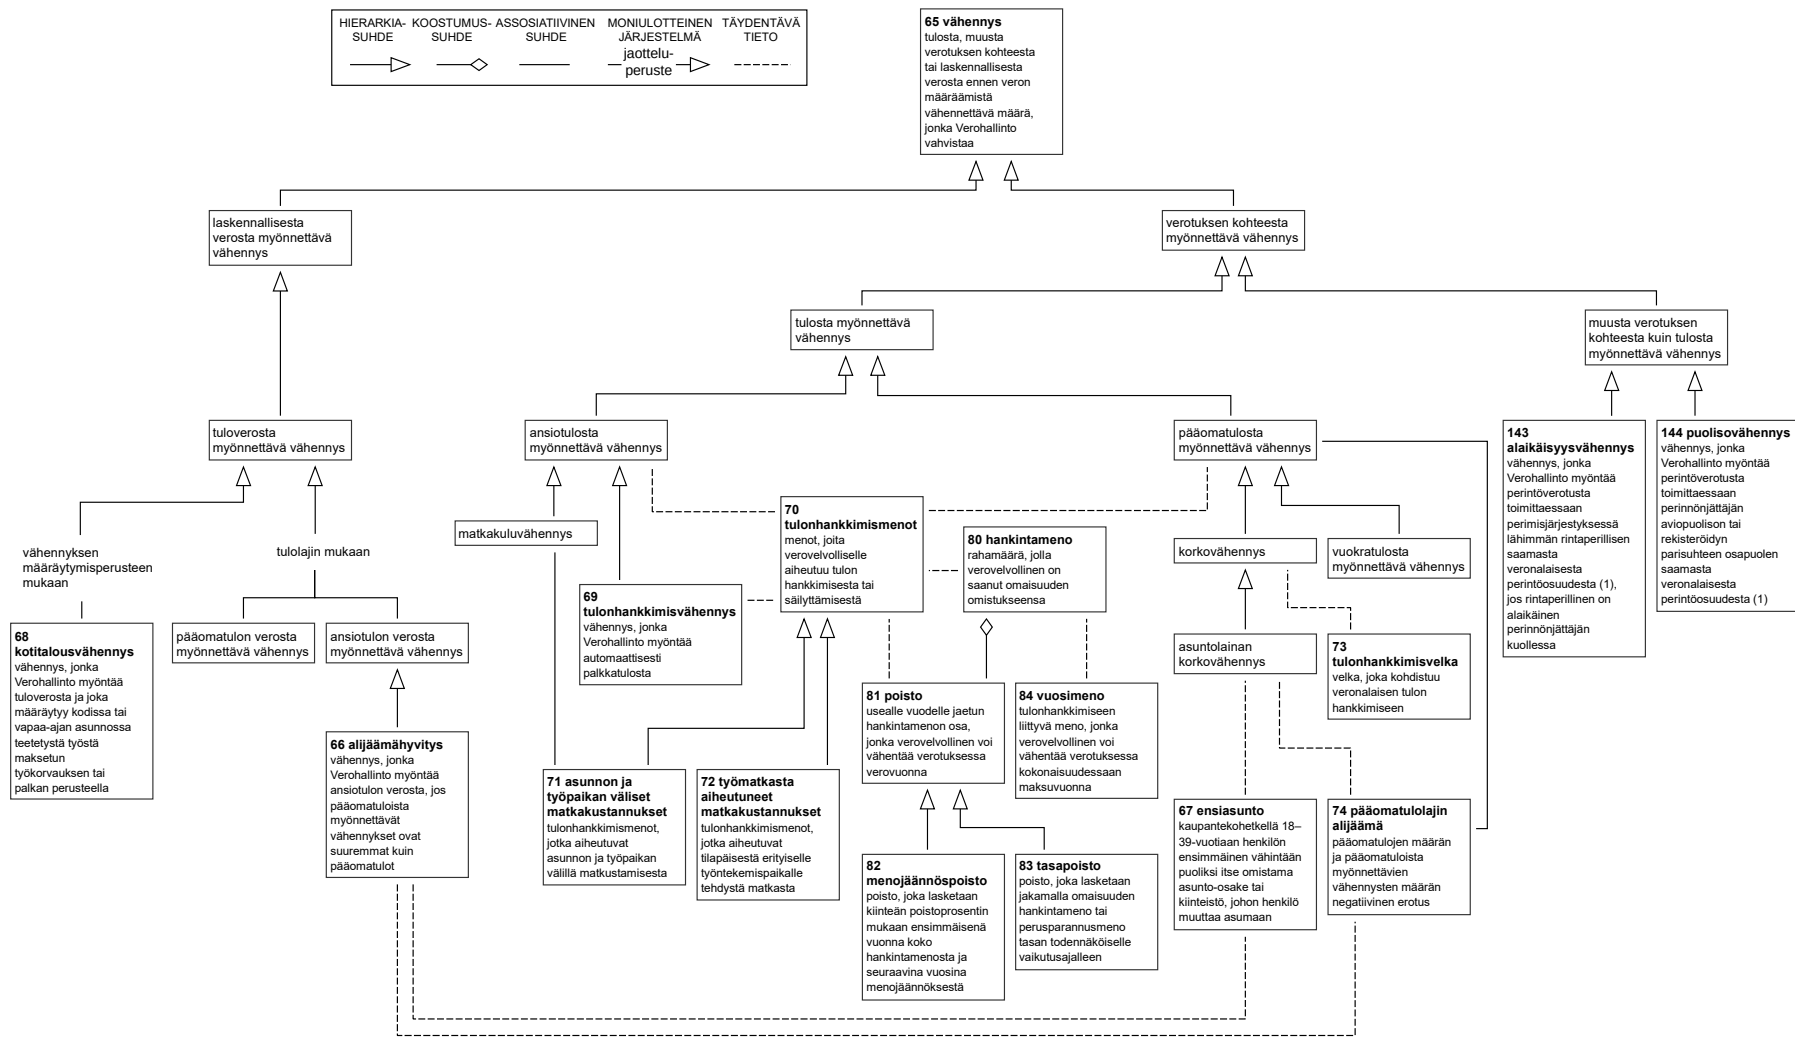 HIERARKIA-
SUHDE
KOOSTUMUS-
SUHDE
ASSOSIATIIVINEN
SUHDE
MONIULOTTEINEN
JÄRJESTELMÄ
TÄYDENTÄVÄ
TIETO
jaottelu-
peruste
65 vähennys
tulosta, muusta
verotuksen kohteesta
tai laskennallisesta
verosta ennen veron
määräämistä
vähennettävä määrä,
jonka Verohallinto
vahvistaa
laskennallisesta
verosta myönnettävä
vähennys
verotuksen kohteesta
myönnettävä vähennys
tulosta myönnettävä
vähennys
muusta verotuksen
kohteesta kuin tulosta
myönnettävä vähennys
tuloverosta
myönnettävä vähennys
ansiotulosta
myönnettävä vähennys
pääomatulosta
myönnettävä vähennys
143
alaikäisyysvähennys
vähennys, jonka
Verohallinto myöntää
perintöverotusta
toimittaessaan
perimisjärjestyksessä
lähimmän rintaperillisen
saamasta
veronalaisesta
perintöosuudesta (1),
jos rintaperillinen on
alaikäinen
perinnönjättäjän
kuollessa
144 puolisovähennys
vähennys, jonka
Verohallinto myöntää
perintöverotusta
toimittaessaan
perinnönjättäjän
aviopuolison tai
rekisteröidyn
parisuhteen osapuolen
saamasta
veronalaisesta
perintöosuudesta (1)
vähennyksen
määräytymisperusteen
mukaan
tulolajin mukaan
matkakuluvähennys
70
tulonhankkimismenot
menot, joita
verovelvolliselle
aiheutuu tulon
hankkimisesta tai
säilyttämisestä
80 hankintameno
rahamäärä, jolla
verovelvollinen on
saanut omaisuuden
omistukseensa
korkovähennys
vuokratulosta
myönnettävä vähennys
69
tulonhankkimisvähennys
vähennys, jonka
Verohallinto myöntää
automaattisesti
palkkatulosta
68
kotitalousvähennys
vähennys, jonka
Verohallinto myöntää
tuloverosta ja joka
määräytyy kodissa tai
vapaa-ajan asunnossa
teetetystä työstä
maksetun
työkorvauksen tai
palkan perusteella
pääomatulon verosta
myönnettävä vähennys
ansiotulon verosta
myönnettävä vähennys
asuntolainan
korkovähennys
73
tulonhankkimisvelka
velka, joka kohdistuu
veronalaisen tulon
hankkimiseen
81 poisto
usealle vuodelle jaetun
hankintamenon osa,
jonka verovelvollinen voi
vähentää verotuksessa
verovuonna
84 vuosimeno
tulonhankkimiseen
liittyvä meno, jonka
verovelvollinen voi
vähentää verotuksessa
kokonaisuudessaan
maksuvuonna
66 alijäämähyvitys
vähennys, jonka
Verohallinto myöntää
ansiotulon verosta, jos
pääomatuloista
myönnettävät
vähennykset ovat
suuremmat kuin
pääomatulot
71 asunnon ja
työpaikan väliset
matkakustannukset
tulonhankkimismenot,
jotka aiheutuvat
asunnon ja työpaikan
välillä matkustamisesta
72 työmatkasta
aiheutuneet
matkakustannukset
tulonhankkimismenot,
jotka aiheutuvat
tilapäisestä erityiselle
työntekemispaikalle
tehdystä matkasta
67 ensiasunto
kaupantekohetkellä 18–
39-vuotiaan henkilön
ensimmäinen vähintään
puoliksi itse omistama
asunto-osake tai
kiinteistö, johon henkilö
muuttaa asumaan
74 pääomatulolajin
alijäämä
pääomatulojen määrän
ja pääomatuloista
myönnettävien
vähennysten määrän
negatiivinen erotus
82
menojäännöspoisto
poisto, joka lasketaan
kiinteän poistoprosentin
mukaan ensimmäisenä
vuonna koko
hankintamenosta ja
seuraavina vuosina
menojäännöksestä
83 tasapoisto
poisto, joka lasketaan
jakamalla omaisuuden
hankintameno tai
perusparannusmeno
tasan todennäköiselle
vaikutusajalleen